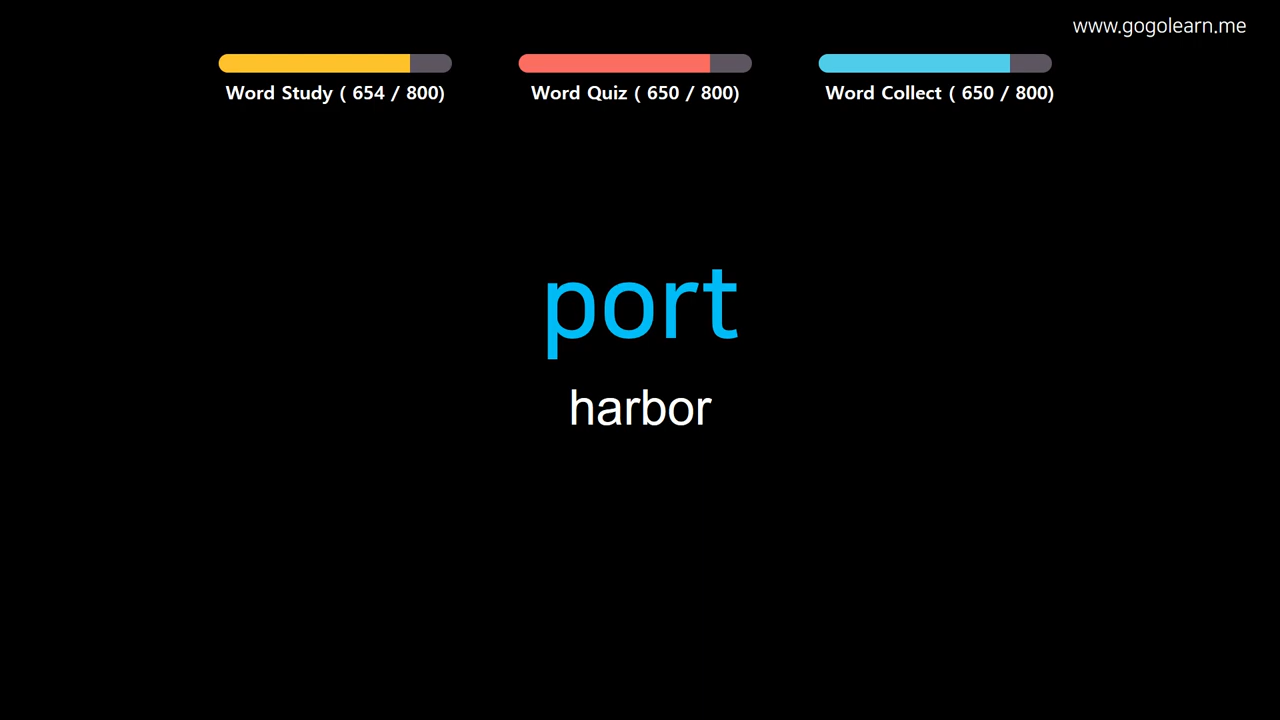 www.gogolearn.me
Word Study ( 654 / 800)
Word Quiz ( 650 / 800)
Word Collect ( 650 / 800)
port
harbor